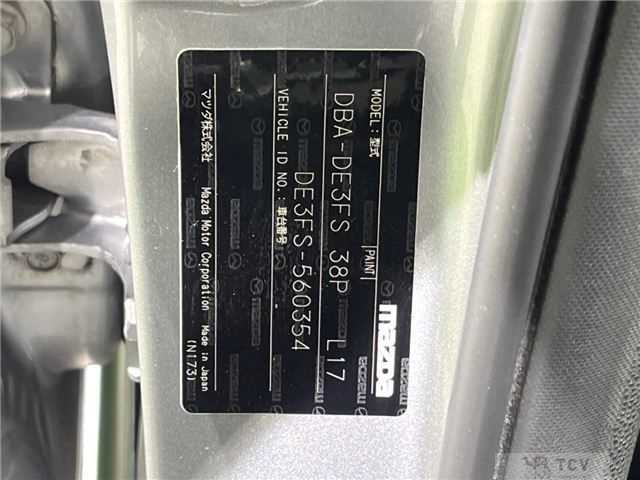 mazda
MODEL:型式 PAINT
DBA-DE3FS 38P L17
VEHICLE ID NO.:車台番号
DE3FS-560354
マツダ株式会社 Mazda Motor Corporation Made in Japan
(N173)
TCV